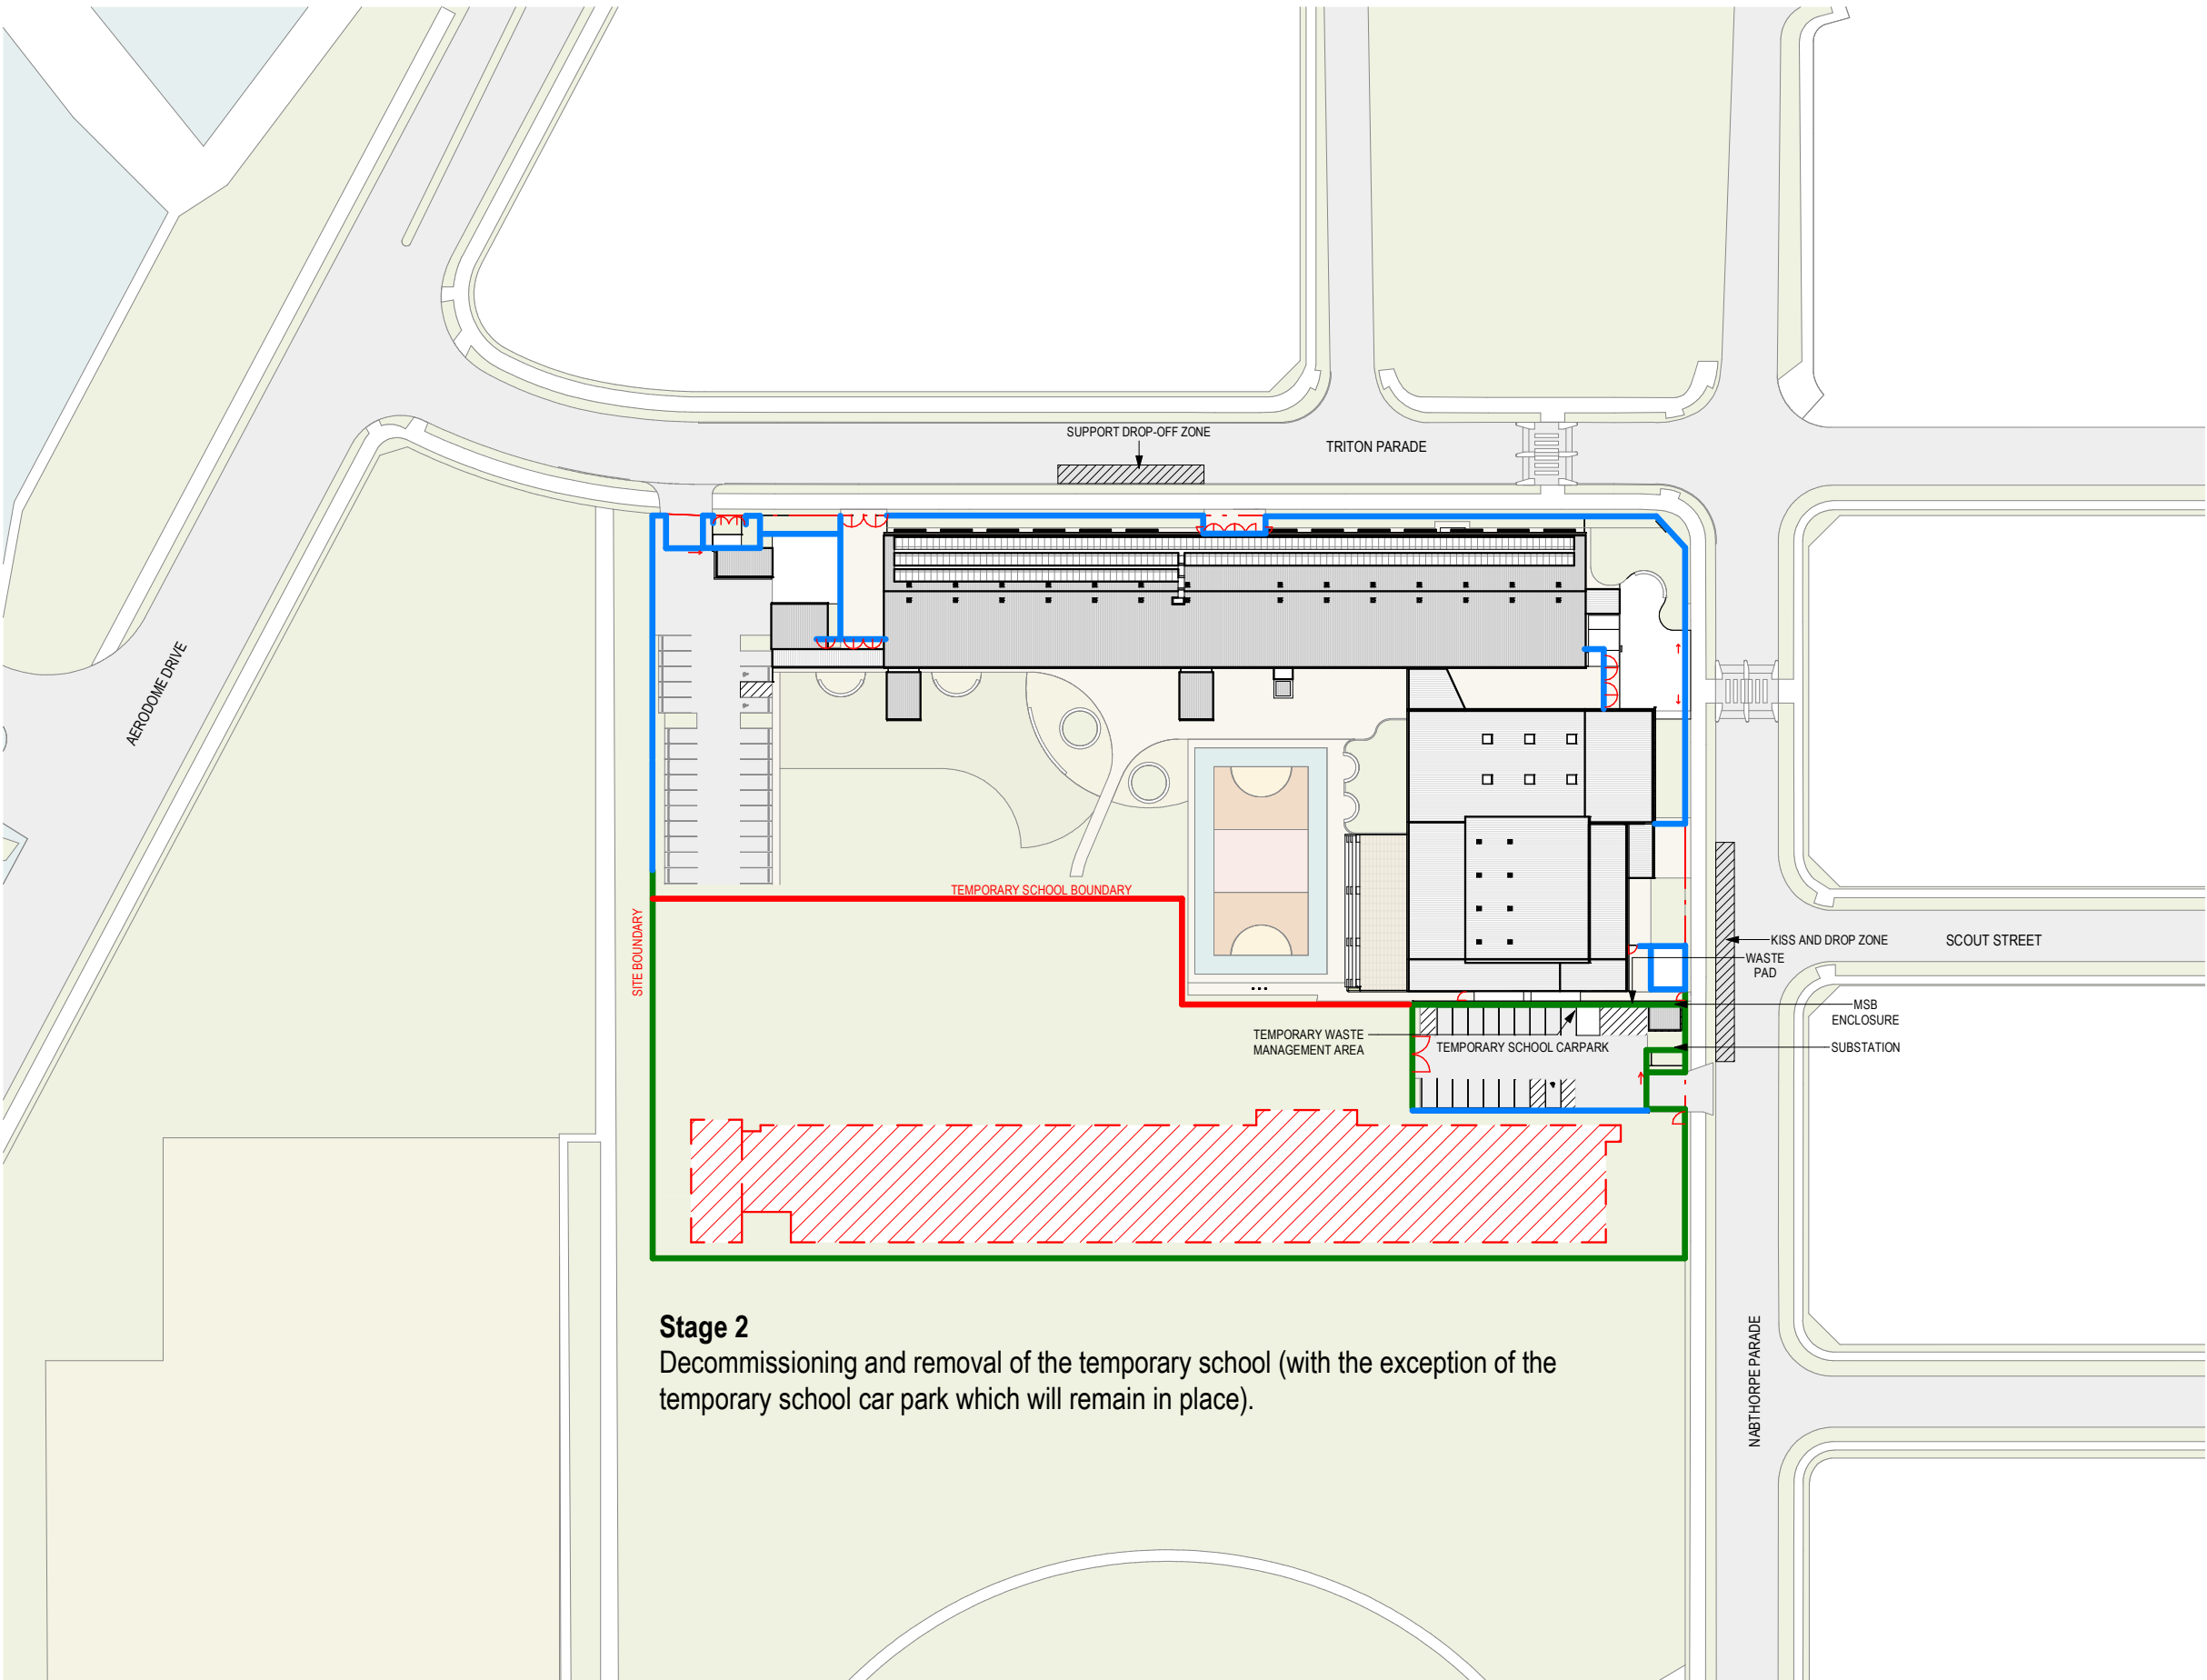 SUPPORT DROP-OFF ZONE
TRITON PARADE
AERODOME DRIVE
TEMPORARY SCHOOL BOUNDARY
SITE BOUNDARY
KISS AND DROP ZONE
SCOUT STREET
WASTE
PAD
MSB
ENCLOSURE
TEMPORARY WASTE
MANAGEMENT AREA
TEMPORARY SCHOOL CARPARK
SUBSTATION
Stage 2
Decommissioning and removal of the temporary school (with the exception of the
temporary school car park which will remain in place).
NABTHORPE PARADE